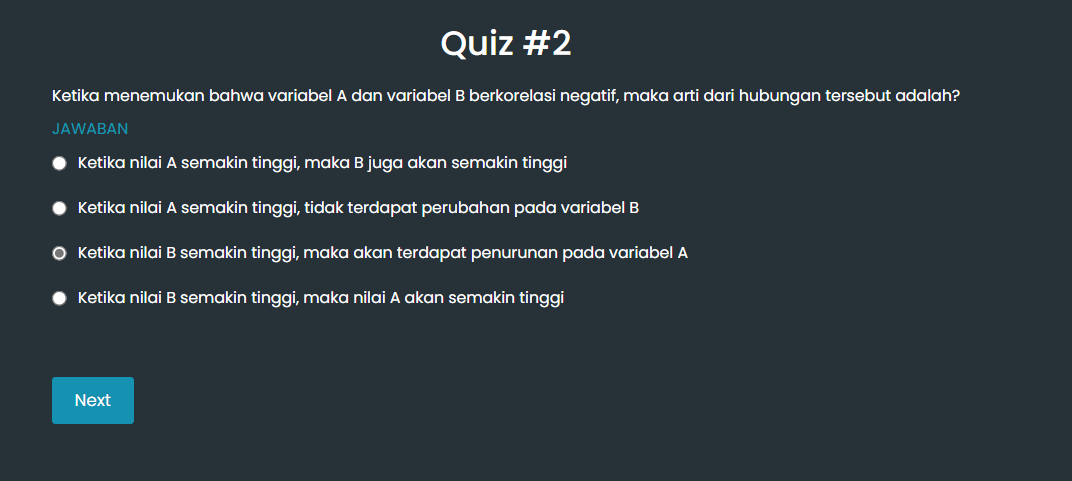 Quiz #2
Ketika menemukan bahwa variabel A dan variabel B berkorelasi negatif, maka arti dari hubungan tersebut adalah?
JAWABAN
Ketika nilai A semakin tinggi, maka B juga akan semakin tinggi
Ketika nilai A semakin tinggi, tidak terdapat perubahan pada variabel B
Ketika nilai B semakin tinggi, maka akan terdapat penurunan pada variabel A
Ketika nilai B semakin tinggi, maka nilai A akan semakin tinggi
Next